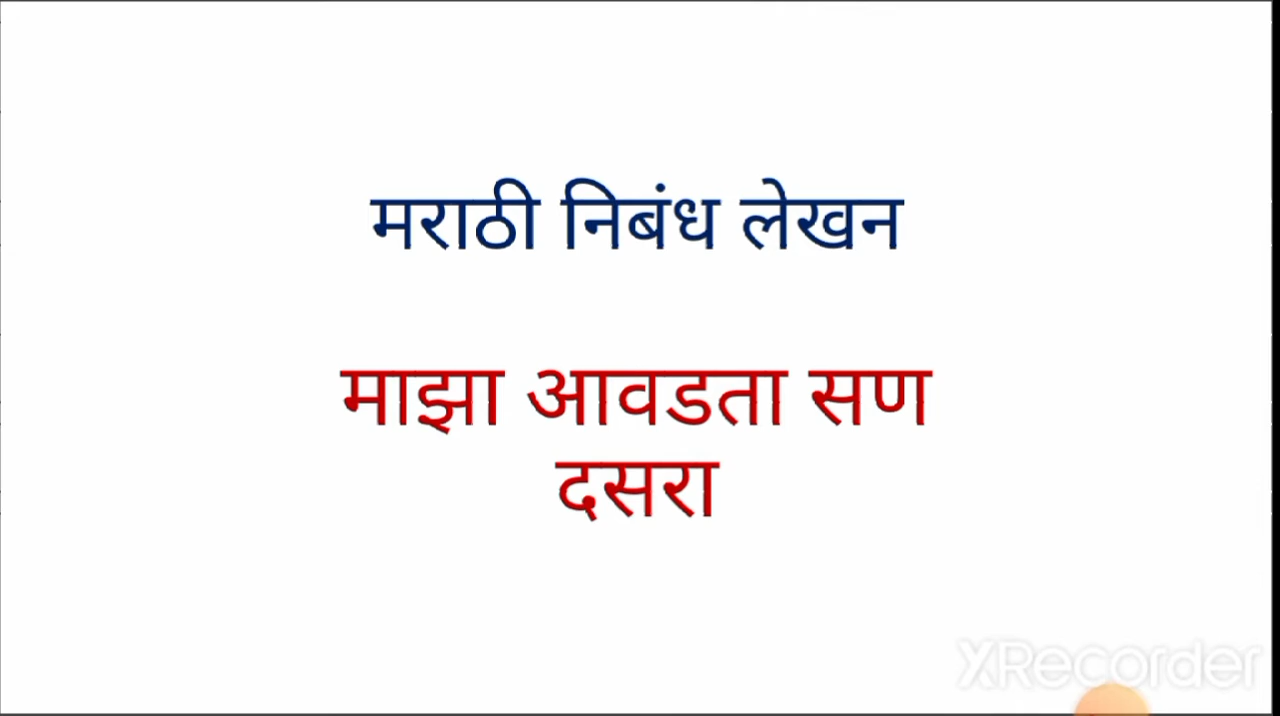 मराठी निबंध लेखन
माझा आवडता सण
दसरा
XRecorder